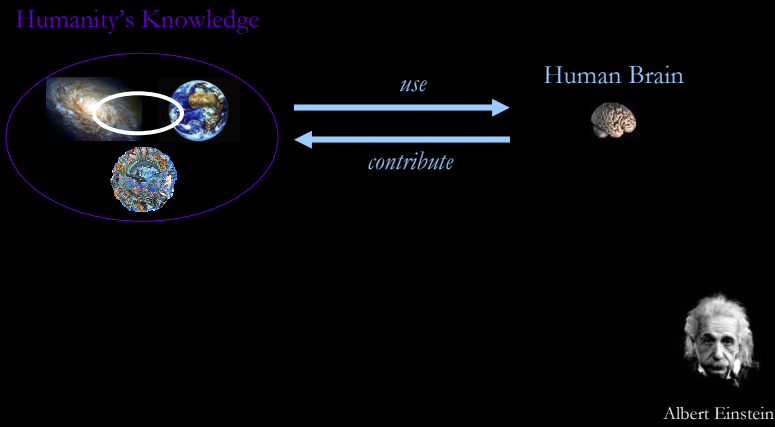 Humanity’s Knowledge
use
Human Brain
contribute
Albert Einstein